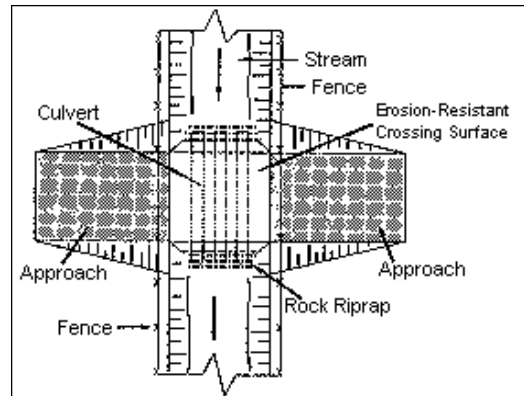 Stream
Fence
Culvert
Erosion-Resistant
Crossing Surface
Approach
Approach
Rock Riprap
Fence